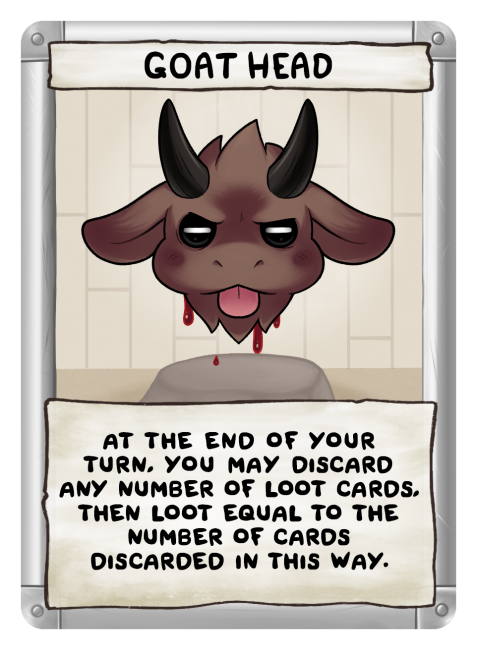 GOAT HEAD
AT THE END OF YOUR
TURN, YOU MAY DISCARD
ANY NUMBER OF LOOT CARDS,
THEN LOOT EQUAL TO THE
NUMBER OF CARDS
DISCARDED IN THIS WAY.